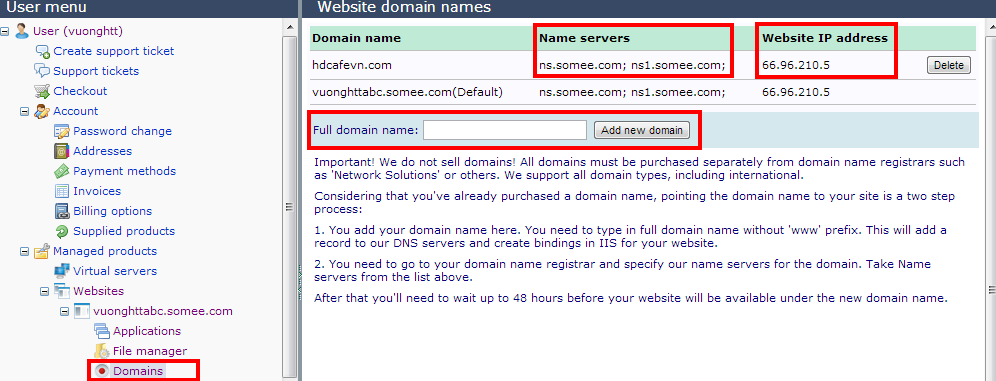 User menu
User (vuonghtt)
Create support ticket
Support tickets
Checkout
Account
Password change
Addresses
Payment methods
Invoices
Billing options
Supplied products
Managed products
Virtual servers
Websites
vuonghttabc.somee.com
Applications
File manager
Domains
Website domain names
Domain name Name servers Website IP address
hdcafevn.com ns.somee.com; ns1.somee.com; 66.96.210.5 Delete
vuonghttabc.somee.com(Default) ns.somee.com; ns1.somee.com; 66.96.210.5
Full domain name: Add new domain
Important! We do not sell domains! All domains must be purchased separately from domain name registrars such
as 'Network Solutions' or others. We support all domain types, including international.
Considering that you've already purchased a domain name, pointing the domain name to your site is a two step
process:
1. You add your domain name here. You need to type in full domain name without 'www' prefix. This will add a
record to our DNS servers and create bindings in IIS for your website.
2. You need to go to your domain name registrar and specify our name servers for the domain. Take Name
servers from the list above.
After that you'll need to wait up to 48 hours before your website will be available under the new domain name.